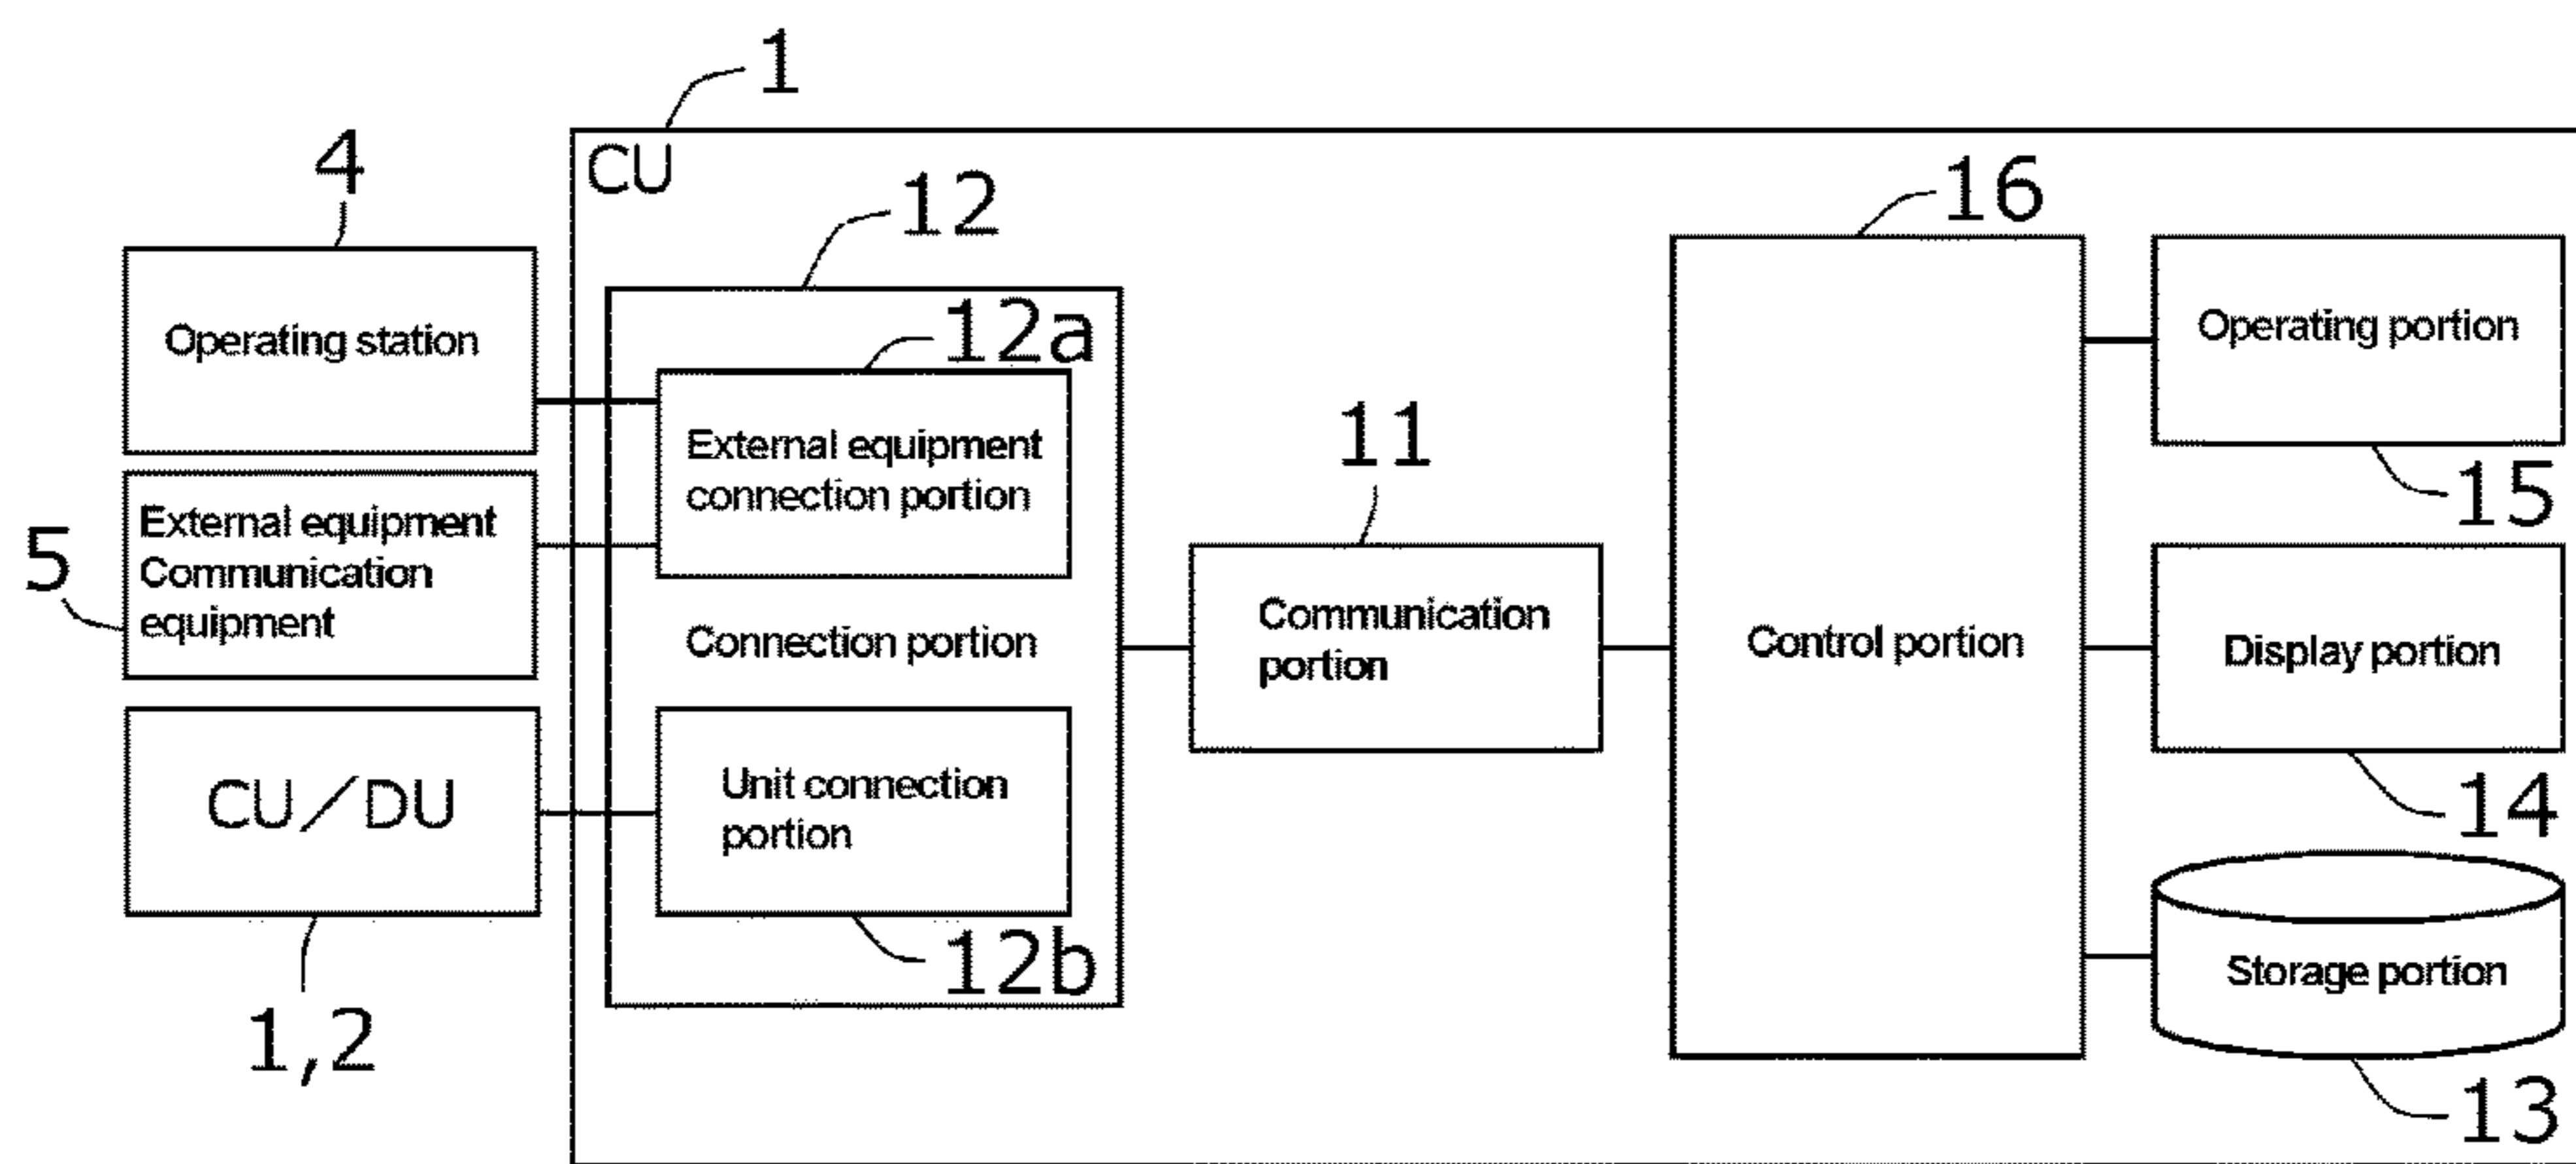 1
CU
4
12
16
Operating station
12a
Operating portion
External equipment
connection portion
11
15
5
External equipment
Communication
equipment
Connection portion
Communication
portion
Control portion
Display portion
CU／DU
Unit connection
portion
14
12b
Storage portion
1,2
13